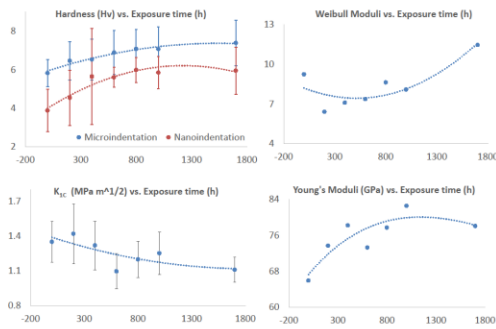 Hardness (Hv) vs. Exposure time (h)
8
6
4
2
Microindentation
Nanoindentation
-200 300 800 1300 1800
Weibull Moduli vs. Exposure time (h)
13
10
7
4
-200 300 800 1300 1800
K1C (MPa m^1/2) vs. Exposure time (h)
1.7
1.4
1.1
0.8
-200 300 800 1300 1800
Young's Moduli (GPa) vs. Exposure time (h)
84
76
68
60
-200 300 800 1300 1800